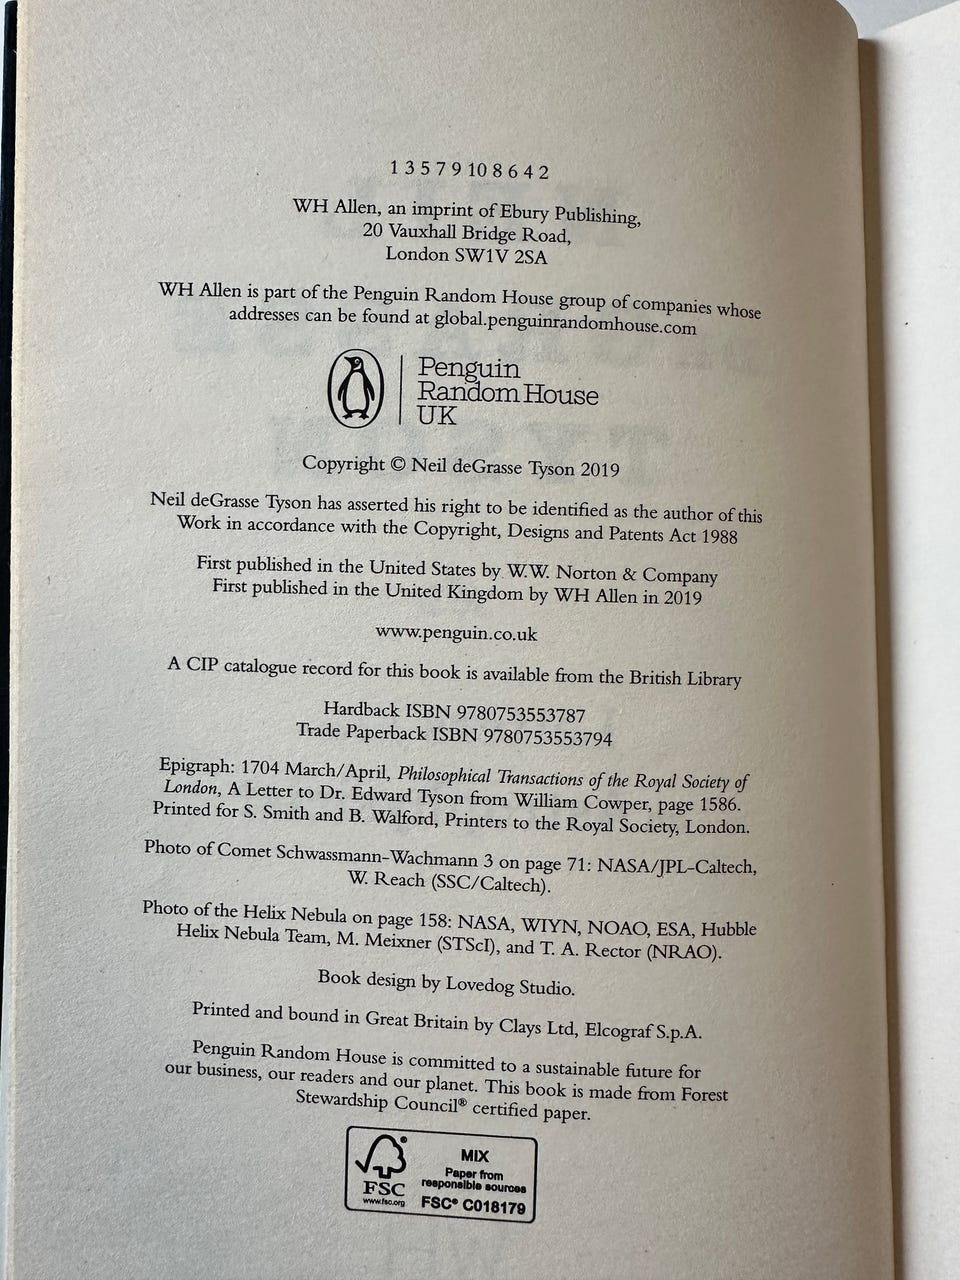 1 3 5 7 9 10 8 6 4 2
WH Allen, an imprint of Ebury Publishing,
20 Vauxhall Bridge Road,
London SW1V 2SA
WH Allen is part of the Penguin Random House group of companies whose
addresses can be found at global.penguinrandomhouse.com
Penguin
Random House
UK
Copyright © Neil deGrasse Tyson 2019
Neil deGrasse Tyson has asserted his right to be identified as the author of this
Work in accordance with the Copyright, Designs and Patents Act 1988
First published in the United States by W.W. Norton & Company
First published in the United Kingdom by WH Allen in 2019
www.penguin.co.uk
A CIP catalogue record for this book is available from the British Library
Hardback ISBN 9780753553787
Trade Paperback ISBN 9780753553794
Epigraph: 1704 March/April, Philosophical Transactions of the Royal Society of
London, A Letter to Dr. Edward Tyson from William Cowper, page 1586.
Printed for S. Smith and B. Walford, Printers to the Royal Society, London.
Photo of Comet Schwassmann-Wachmann 3 on page 71: NASA/JPL-Caltech,
W. Reach (SSC/Caltech).
Photo of the Helix Nebula on page 158: NASA, WIYN, NOAO, ESA, Hubble
Helix Nebula Team, M. Meixner (STScI), and T. A. Rector (NRAO).
Book design by Lovedog Studio.
Printed and bound in Great Britain by Clays Ltd, Elcograf S.p.A.
Penguin Random House is committed to a sustainable future for
our business, our readers and our planet. This book is made from Forest
Stewardship Council® certified paper.
FSC
www.fsc.org
MIX
Paper from
responsible sources
FSC® C018179